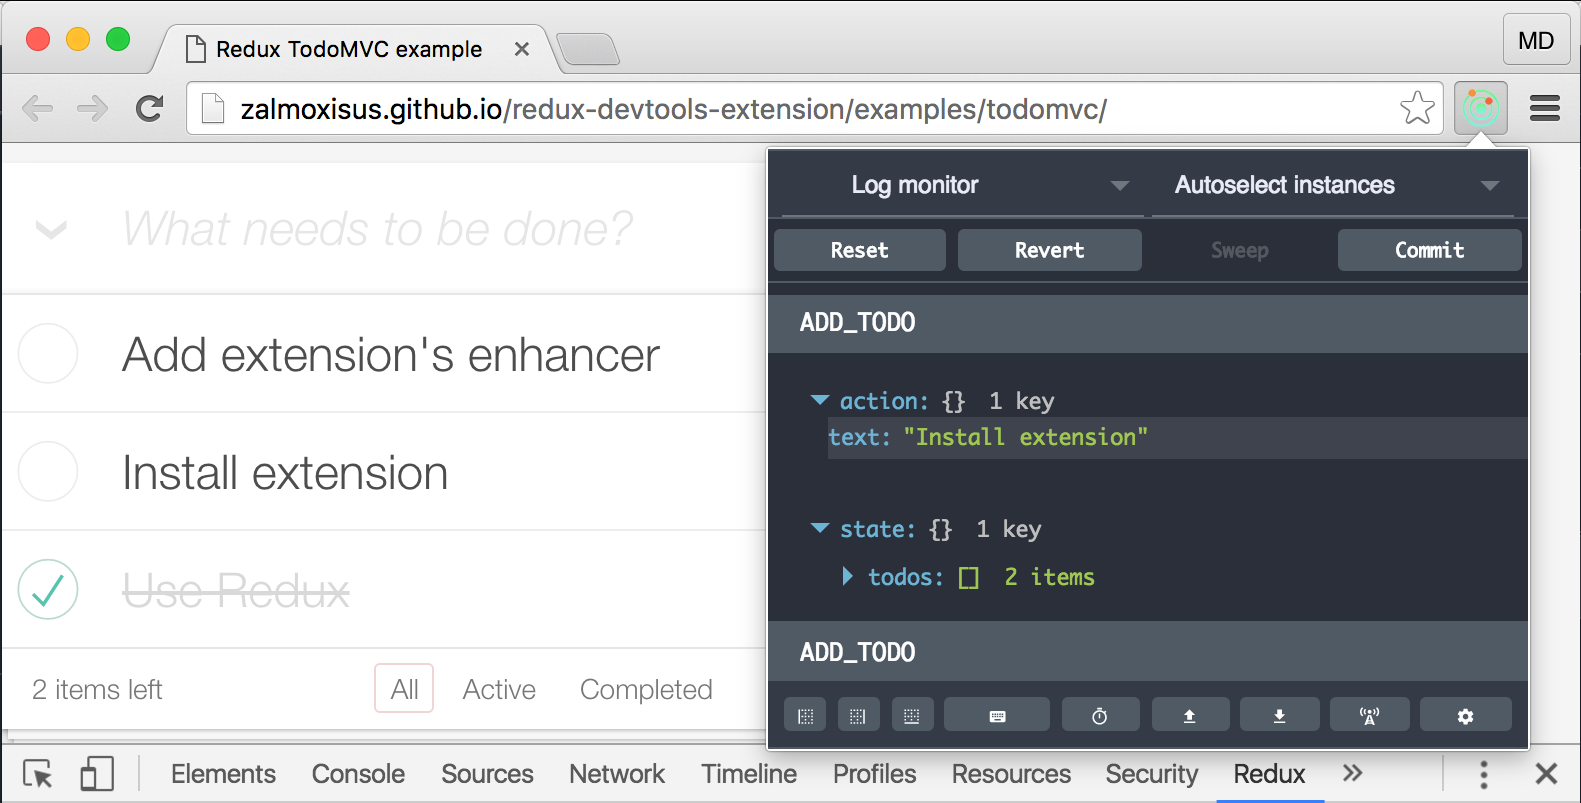 Redux TodoMVC example
MD
zalmoxisus.github.io/redux-devtools-extension/examples/todomvc/
What needs to be done?
Add extension's enhancer
Install extension
Use Redux
2 items left All Active Completed
Log monitor Autoselect instances
Reset Revert Sweep Commit
ADD_TODO
action: {} 1 key
text: "Install extension"
state: {} 1 key
todos: [] 2 items
ADD_TODO
Elements Console Sources Network Timeline Profiles Resources Security Redux